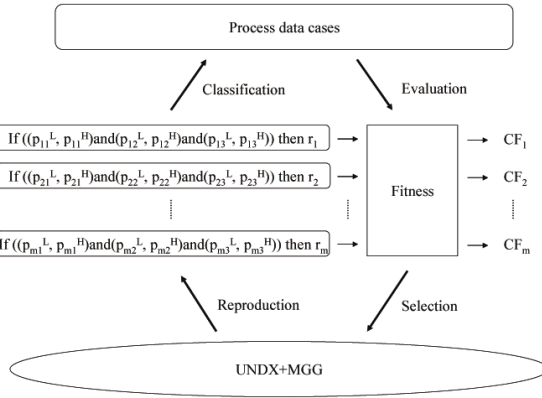 Process data cases
Classification
Evaluation
If ((p₁₁ᴸ, p₁₁ᴴ)and(p₁₂ᴸ, p₁₂ᴴ)and(p₁₃ᴸ, p₁₃ᴴ)) then r₁
CF₁
If ((p₂₁ᴸ, p₂₁ᴴ)and(p₂₂ᴸ, p₂₂ᴴ)and(p₂₃ᴸ, p₂₃ᴴ)) then r₂
Fitness
CF₂
If ((pₘ₁ᴸ, pₘ₁ᴴ)and(pₘ₂ᴸ, pₘ₂ᴴ)and(pₘ₃ᴸ, pₘ₃ᴴ)) then rₘ
CFₘ
Reproduction
Selection
UNDX+MGG